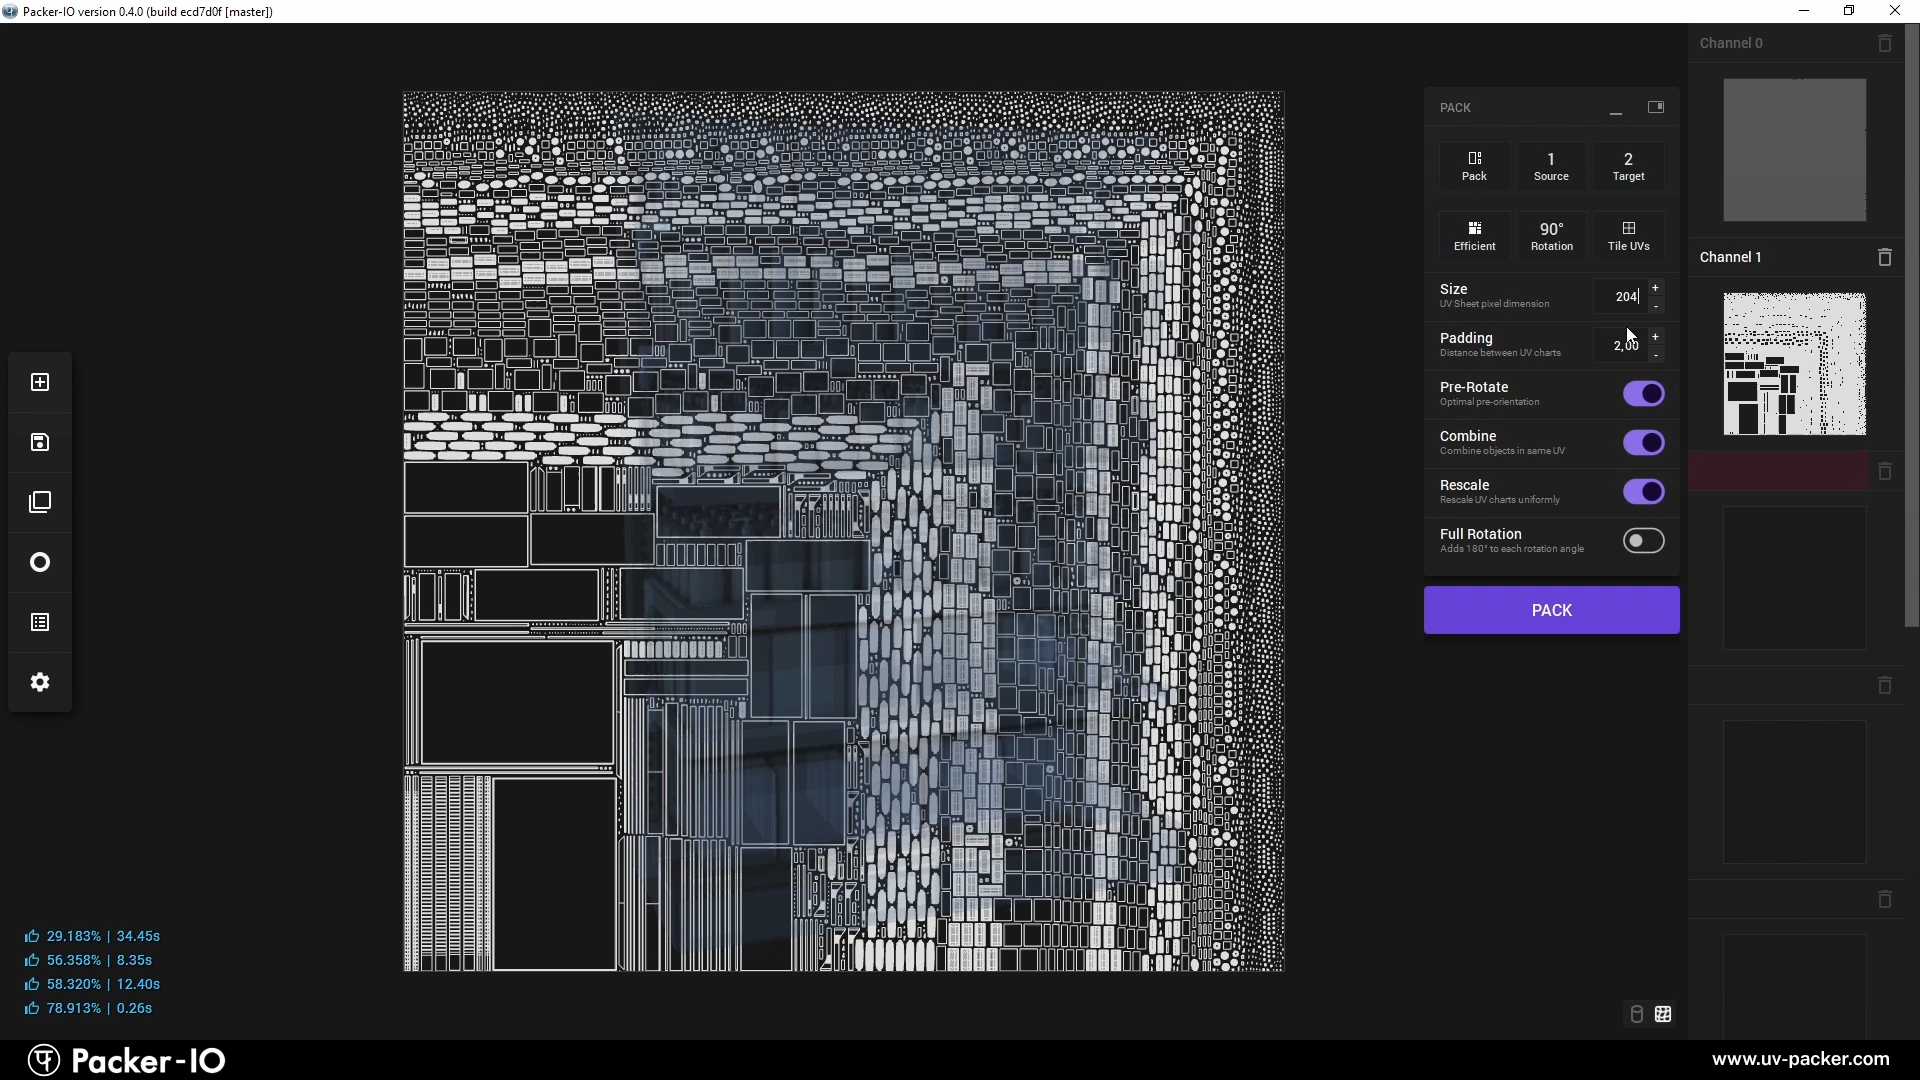 Packer-IO version 0.4.0 (build ecd7d0f [master])
Channel 0
PACK
Pack
1
Source
2
Target
Efficient
90°
Rotation
Tile UVs
Channel 1
Size
UV Sheet pixel dimension
204
+
-
Padding
Distance between UV charts
2,00
+
-
Pre-Rotate
Optimal pre-orientation
Combine
Combine objects in same UV
Rescale
Rescale UV charts uniformly
Full Rotation
Adds 180° to each rotation angle
PACK
29.183% | 34.45s
56.358% | 8.35s
58.320% | 12.40s
78.913% | 0.26s
Packer-IO
www.uv-packer.com